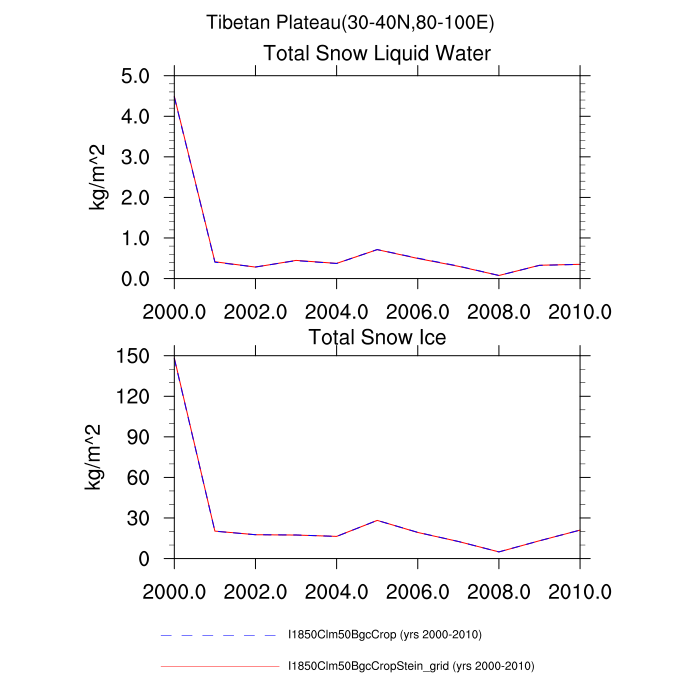 Tibetan Plateau(30-40N,80-100E)
Total Snow Liquid Water
5.0
4.0
3.0
2.0
1.0
0.0
kg/m^2
2000.0 2002.0 2004.0 2006.0 2008.0 2010.0
Total Snow Ice
150
120
90
60
30
0
kg/m^2
2000.0 2002.0 2004.0 2006.0 2008.0 2010.0
I1850Clm50BgcCrop (yrs 2000-2010)
I1850Clm50BgcCropStein_grid (yrs 2000-2010)